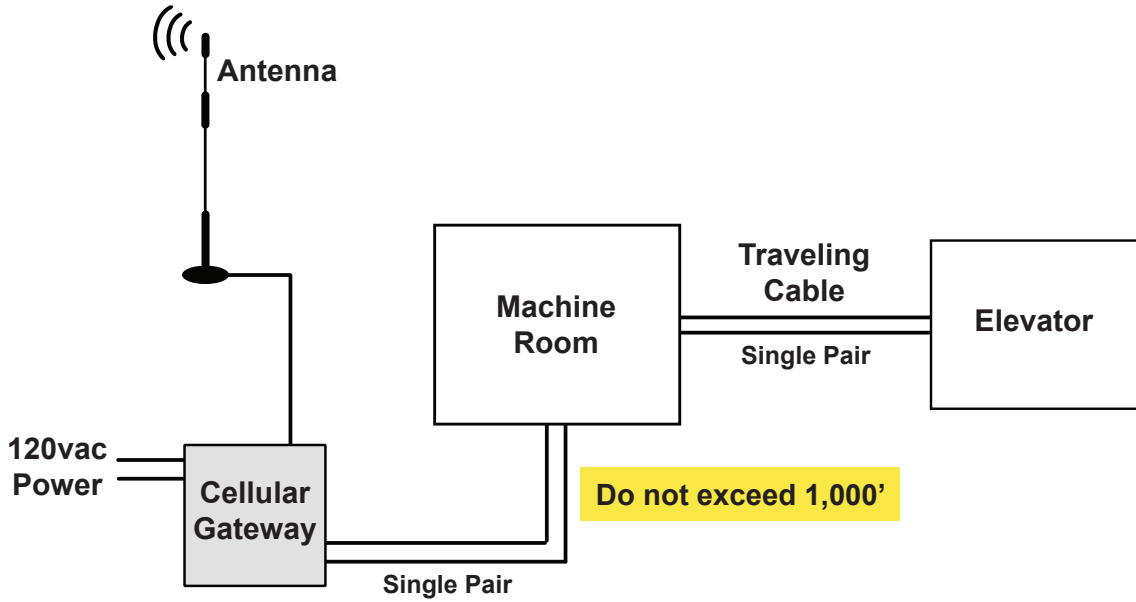 Antenna
Machine
Room
Traveling
Cable
Single Pair
Elevator
120vac
Power
Cellular
Gateway
Do not exceed 1,000’
Single Pair